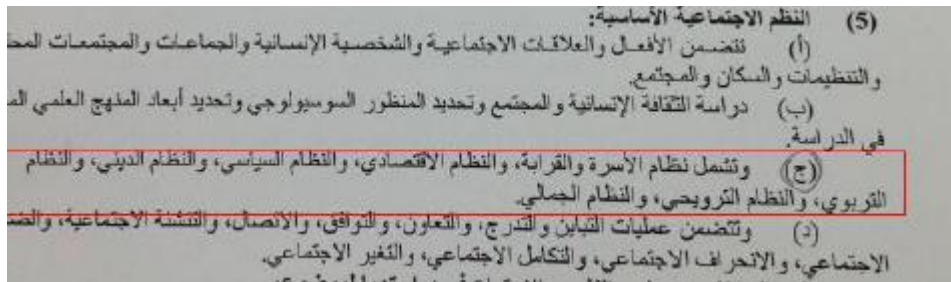 (5) النظم الاجتماعية الأساسية:
(أ) تتضمن الأفعال والعلاقات الاجتماعية والشخصية الإنسانية والجماعات والمجتمعات
والتنظيمات والسكان والمجتمع.
(ب) دراسة الثقافة الإنسانية والمجتمع وتحديد المنظور السوسيولوجي وتحديد أبعاد المنهج العلمي
في الدراسة.
(ج) وتشمل نظام الأسرة والقرابة، والنظام الاقتصادي، والنظام السياسي، والنظام الديني، والنظام
التربوي، والنظام الترويحي، والنظام الجمالي.
(د) وتتضمن عمليات التباين والتدرج، والتعاون، والتوافق، والاتصال، والتنشئة الاجتماعية،
الاجتماعي، والانحراف الاجتماعي، والتكامل الاجتماعي، والتغير الاجتماعي.